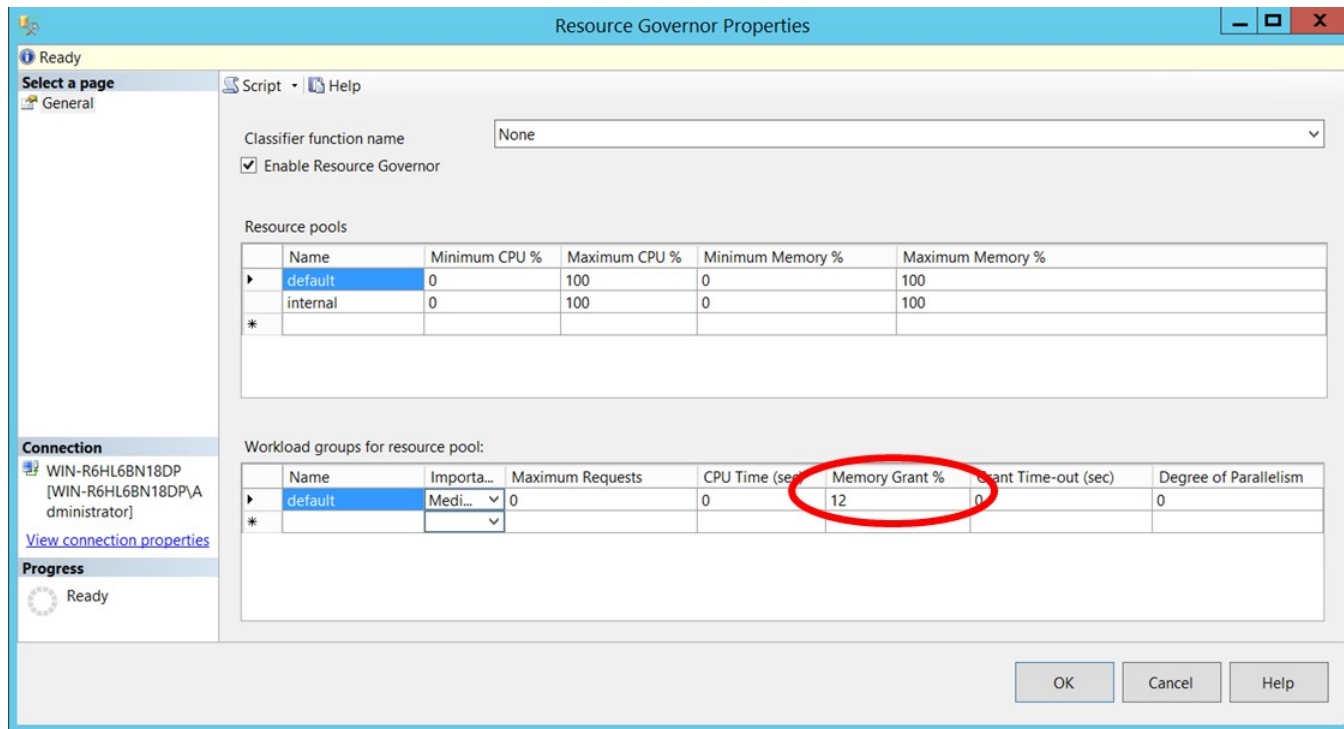 Resource Governor Properties
Ready
Select a page
General
Script Help
Classifier function name None
Enable Resource Governor
Resource pools
Name Minimum CPU % Maximum CPU % Minimum Memory % Maximum Memory %
default 0 100 0 100
internal 0 100 0 100
Connection
WIN-R6HL6BN18DP
[WIN-R6HL6BN18DP\A
dministrator]
View connection properties
Progress
Ready
Workload groups for resource pool:
Name Importa... Maximum Requests CPU Time (sec) Memory Grant % Grant Time-out (sec) Degree of Parallelism
default Medi... 0 0 12 0 0
OK Cancel Help